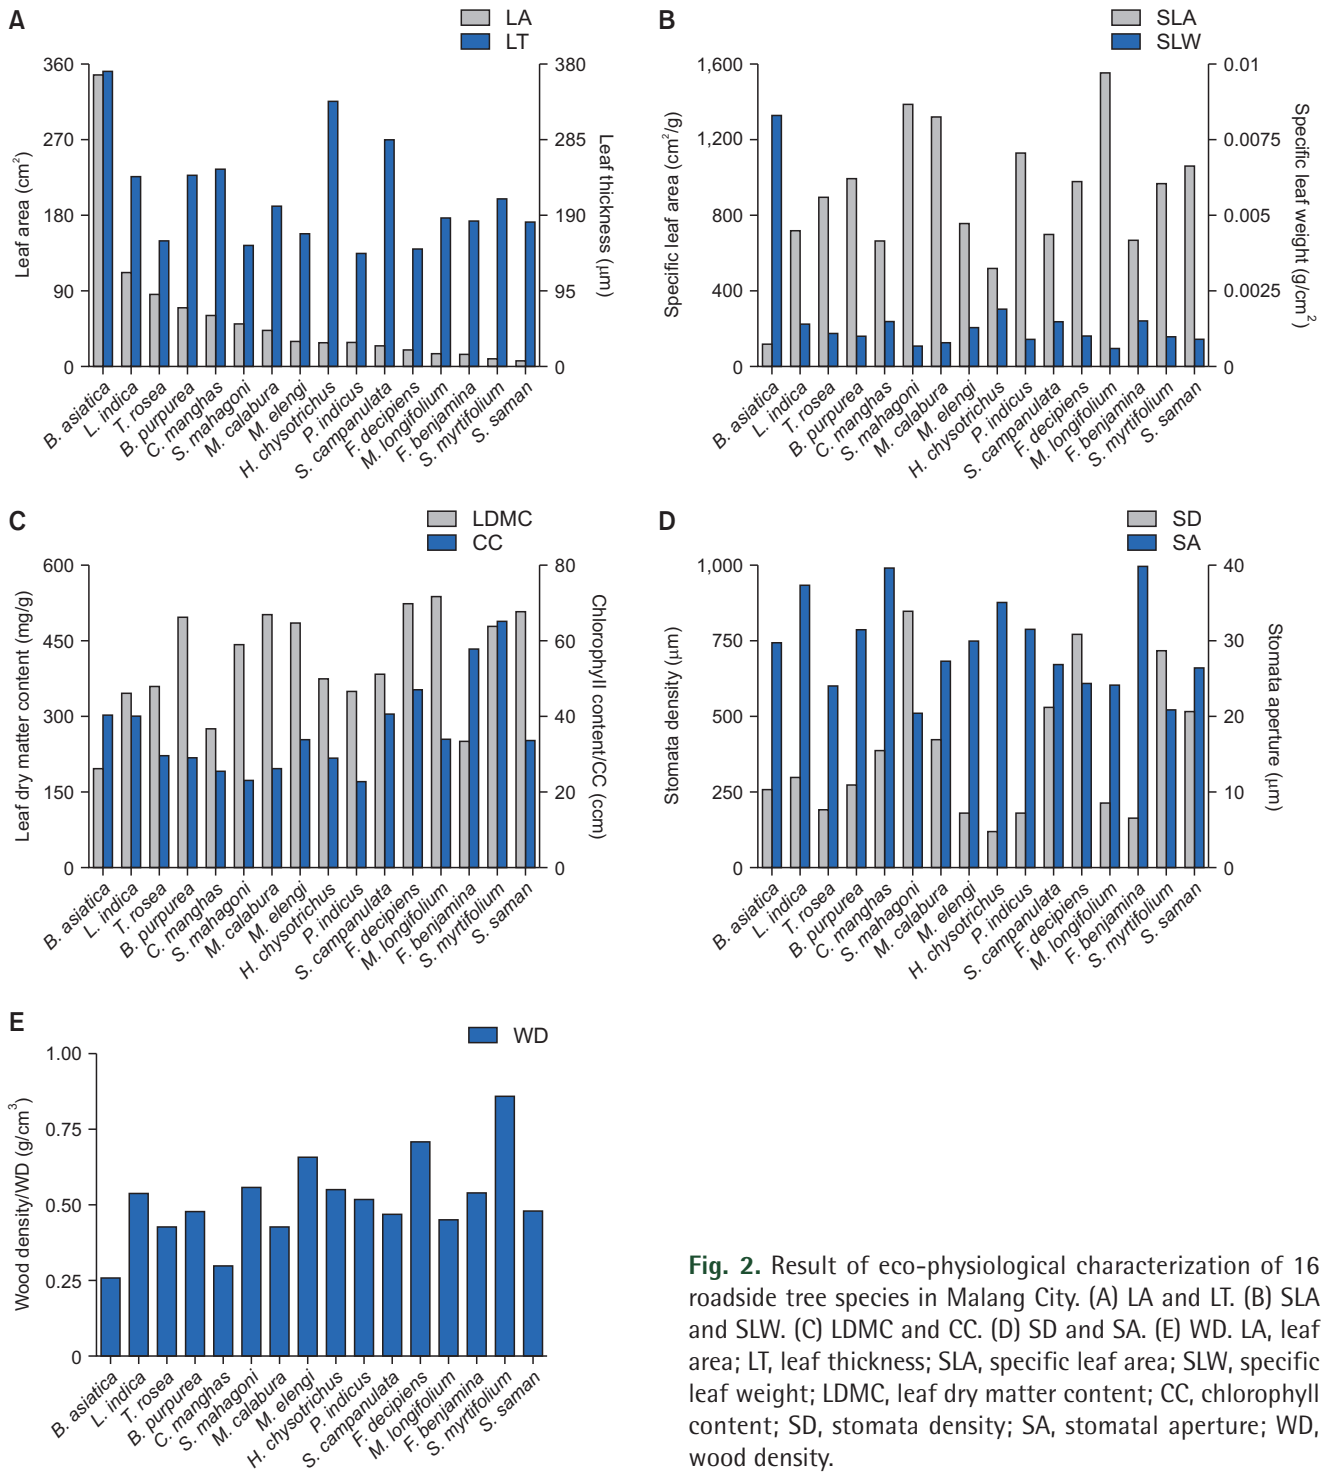 A
LA
LT
Leaf area (cm²)
360
270
180
90
0
380
285
190
95
0
Leaf thickness (μm)
B. asiatica
L. indica
T. rosea
B. purpurea
C. manghas
S. mahagoni
M. calabura
M. elengi
H. chysotrichus
P. indicus
S. campanulata
F. decipiens
M. longifolium
F. benjamina
S. myrtifolium
S. saman
B
SLA
SLW
Specific leaf area (cm²/g)
1,600
1,200
800
400
0
0.01
0.0075
0.005
0.0025
0
Specific leaf weight (g/cm²)
B. asiatica
L. indica
T. rosea
B. purpurea
C. manghas
S. mahagoni
M. calabura
M. elengi
H. chysotrichus
P. indicus
S. campanulata
F. decipiens
M. longifolium
F. benjamina
S. myrtifolium
S. saman
C
LDMC
CC
Leaf dry matter content (mg/g)
600
450
300
150
0
80
60
40
20
0
Chlorophyll content/CC (ccm)
B. asiatica
L. indica
T. rosea
B. purpurea
C. manghas
S. mahagoni
M. calabura
M. elengi
H. chysotrichus
P. indicus
S. campanulata
F. decipiens
M. longifolium
F. benjamina
S. myrtifolium
S. saman
D
SD
SA
Stomata density (μm)
1,000
750
500
250
0
40
30
20
10
0
Stomata aperture (μm)
B. asiatica
L. indica
T. rosea
B. purpurea
C. manghas
S. mahagoni
M. calabura
M. elengi
H. chysotrichus
P. indicus
S. campanulata
F. decipiens
M. longifolium
F. benjamina
S. myrtifolium
S. saman
E
WD
Wood density/WD (g/cm³)
1.00
0.75
0.50
0.25
0
B. asiatica
L. indica
T. rosea
B. purpurea
C. manghas
S. mahagoni
M. calabura
M. elengi
H. chysotrichus
P. indicus
S. campanulata
F. decipiens
M. longifolium
F. benjamina
S. myrtifolium
S. saman
Fig. 2. Result of eco-physiological characterization of 16
roadside tree species in Malang City. (A) LA and LT. (B) SLA
and SLW. (C) LDMC and CC. (D) SD and SA. (E) WD. LA, leaf
area; LT, leaf thickness; SLA, specific leaf area; SLW, specific
leaf weight; LDMC, leaf dry matter content; CC, chlorophyll
content; SD, stomata density; SA, stomatal aperture; WD,
wood density.